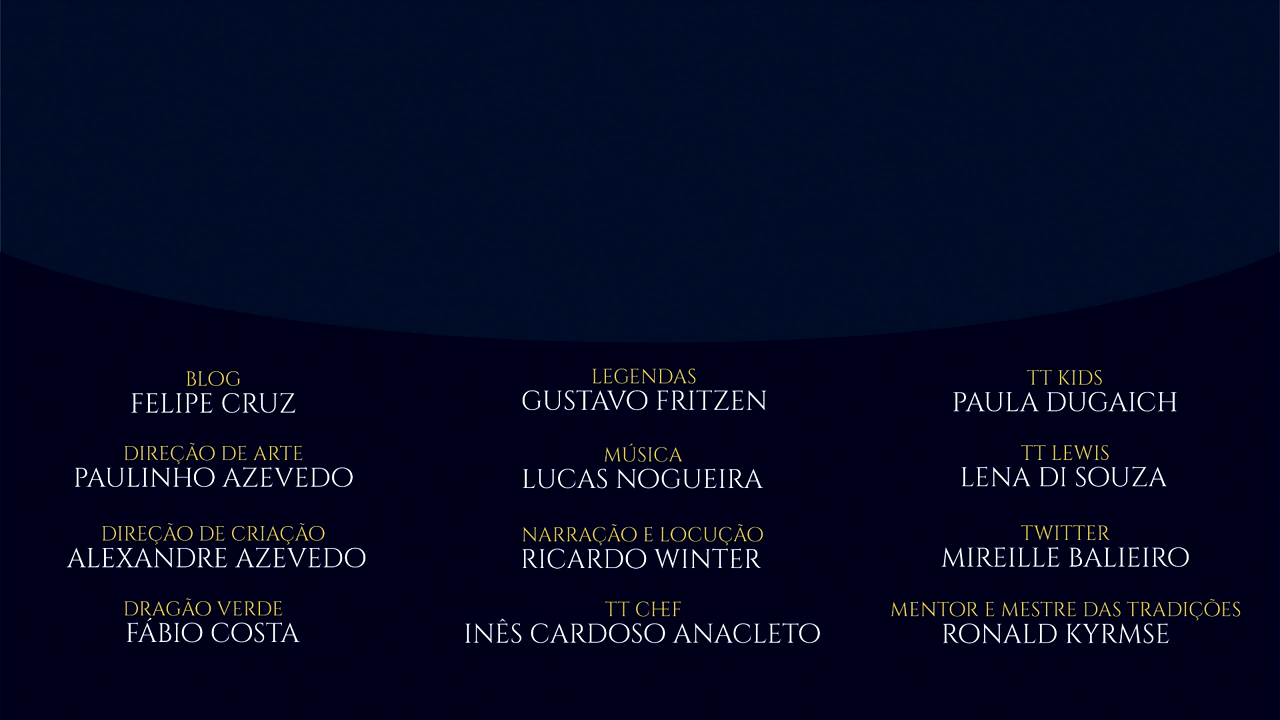 BLOG
FELIPE CRUZ
DIREÇÃO DE ARTE
PAULINHO AZEVEDO
DIREÇÃO DE CRIAÇÃO
ALEXANDRE AZEVEDO
DRAGÃO VERDE
FÁBIO COSTA
LEGENDAS
GUSTAVO FRITZEN
MÚSICA
LUCAS NOGUEIRA
NARRAÇÃO E LOCUÇÃO
RICARDO WINTER
TT CHEF
INÊS CARDOSO ANACLETO
TT KIDS
PAULA DUGAICH
TT LEWIS
LENA DI SOUZA
TWITTER
MIREILLE BALIEIRO
MENTOR E MESTRE DAS TRADIÇÕES
RONALD KYRMSE